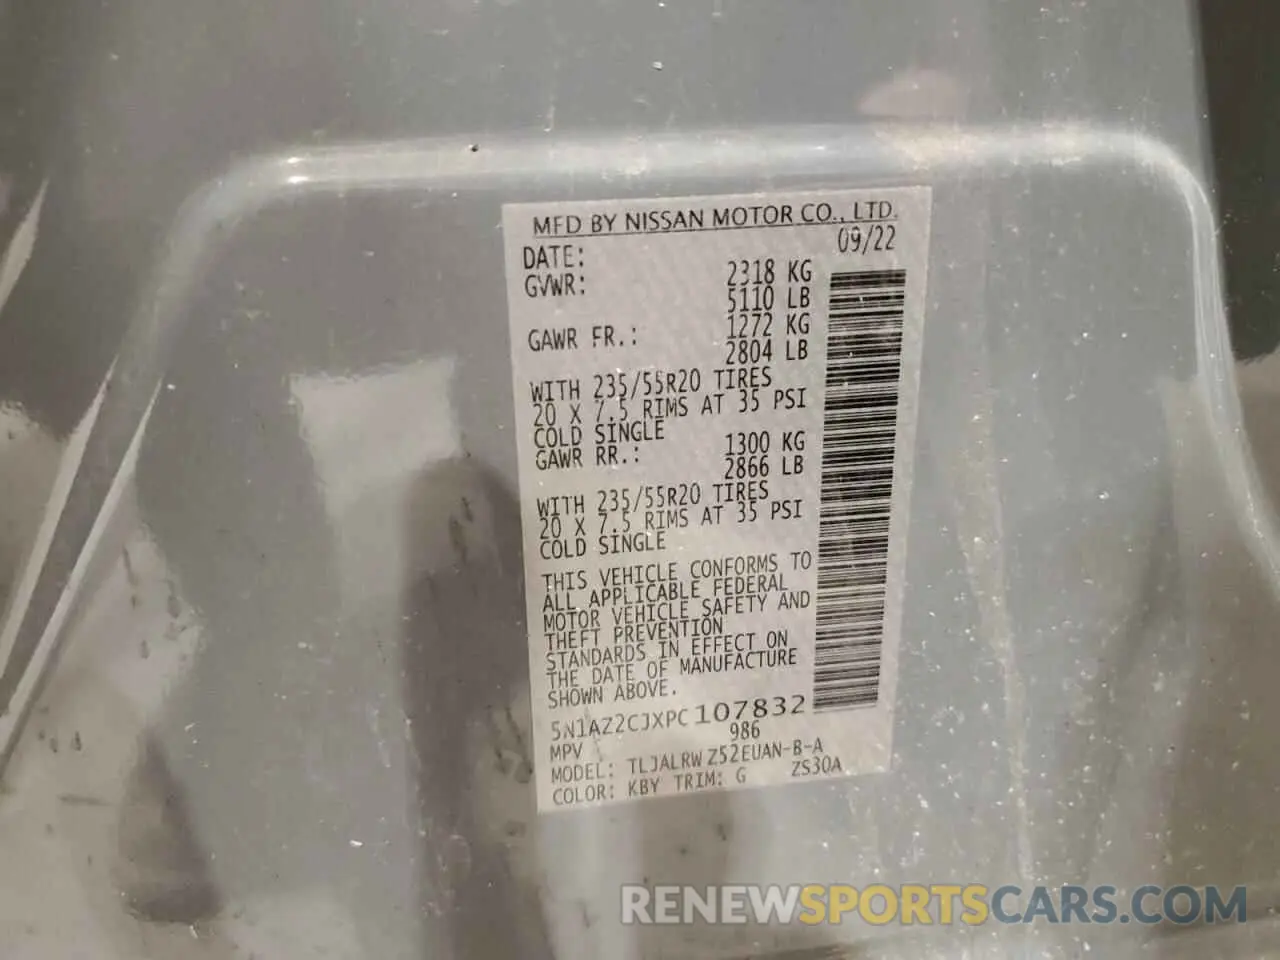 MFD BY NISSAN MOTOR CO., LTD.
DATE: 09/22
GVWR: 2318 KG
5110 LB
GAWR FR.: 1272 KG
2804 LB
WITH 235/55R20 TIRES
20 X 7.5 RIMS AT 35 PSI
COLD SINGLE
GAWR RR.: 1300 KG
2866 LB
WITH 235/55R20 TIRES
20 X 7.5 RIMS AT 35 PSI
COLD SINGLE
THIS VEHICLE CONFORMS TO
ALL APPLICABLE FEDERAL
MOTOR VEHICLE SAFETY AND
THEFT PREVENTION
STANDARDS IN EFFECT ON
THE DATE OF MANUFACTURE
SHOWN ABOVE.
5N1AZ2CJXPC107832
MPV 986
MODEL: TLJALRW Z52EUAN-B-A
COLOR: KBY TRIM: G ZS30A
RENEWSPORTSCARS.COM